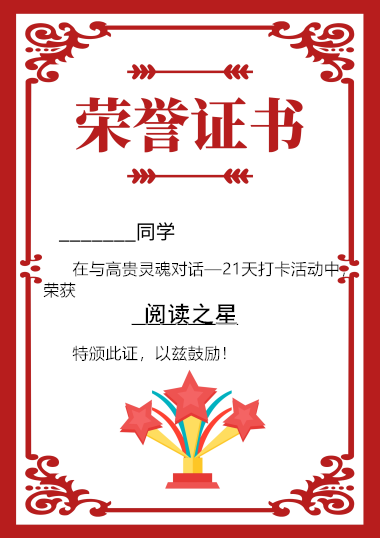 荣誉证书
_______同学
在与高贵灵魂对话—21天打卡活动中，
荣获
阅读之星
特颁此证，以兹鼓励！